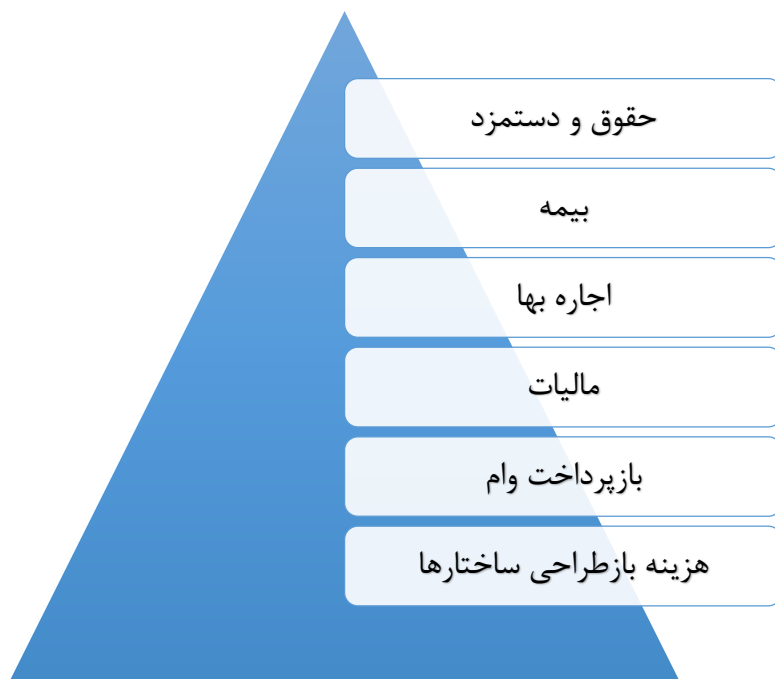 حقوق و دستمزد
بیمه
اجاره بها
مالیات
بازپرداخت وام
هزینه بازطراحی ساختارها